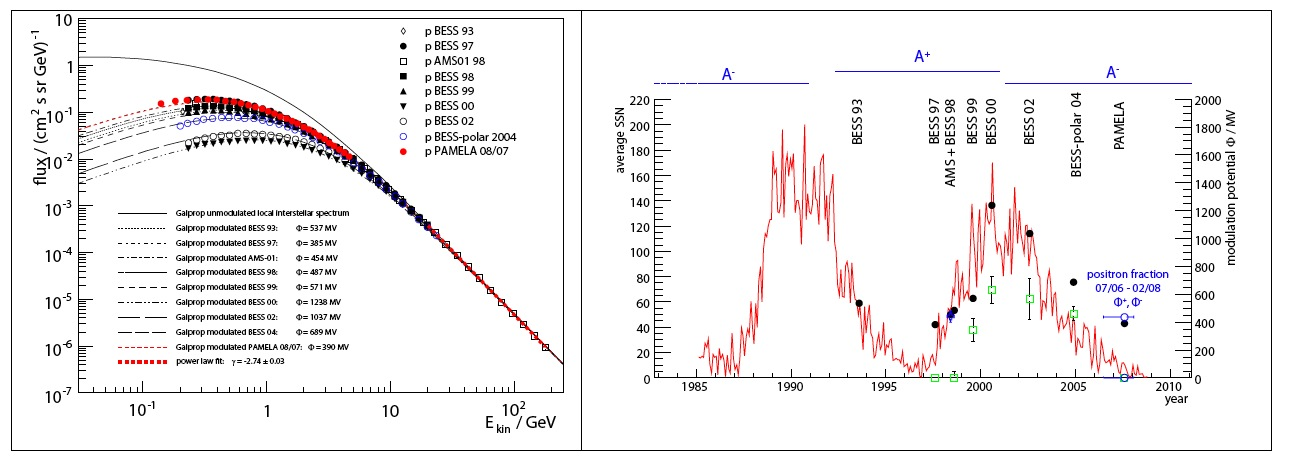 10
1
10-1
10-2
10-3
10-4
10-5
10-6
10-7
flux / (cm2 s sr GeV)-1
p BESS 93
p BESS 97
p AMS01 98
p BESS 98
p BESS 99
p BESS 00
p BESS 02
p BESS-polar 2004
p PAMELA 08/07
Galprop unmodulated local interstellar spectrum
Galprop modulated BESS 93: Φ= 537 MV
Galprop modulated BESS 97: Φ= 385 MV
Galprop modulated AMS-01: Φ= 454 MV
Galprop modulated BESS 98: Φ= 487 MV
Galprop modulated BESS 99: Φ= 571 MV
Galprop modulated BESS 00: Φ= 1238 MV
Galprop modulated BESS 02: Φ= 1037 MV
Galprop modulated BESS 04: Φ= 689 MV
Galprop modulated PAMELA 08/07: Φ= 390 MV
power law fit: γ = -2.74 ± 0.03
10-1 1 10 102
Ekin / GeV
A- A+ A-
average SSN
220
200
180
160
140
120
100
80
60
40
20
0
BESS 93
BESS 97
AMS + BESS 98
BESS 99
BESS 00
BESS 02
BESS-polar 04
PAMELA
positron fraction
07/06 - 02/08
Φ+, Φ-
2000
1800
1600
1400
1200
1000
800
600
400
200
0
modulation potential Φ / MV
1985 1990 1995 2000 2005 2010
year